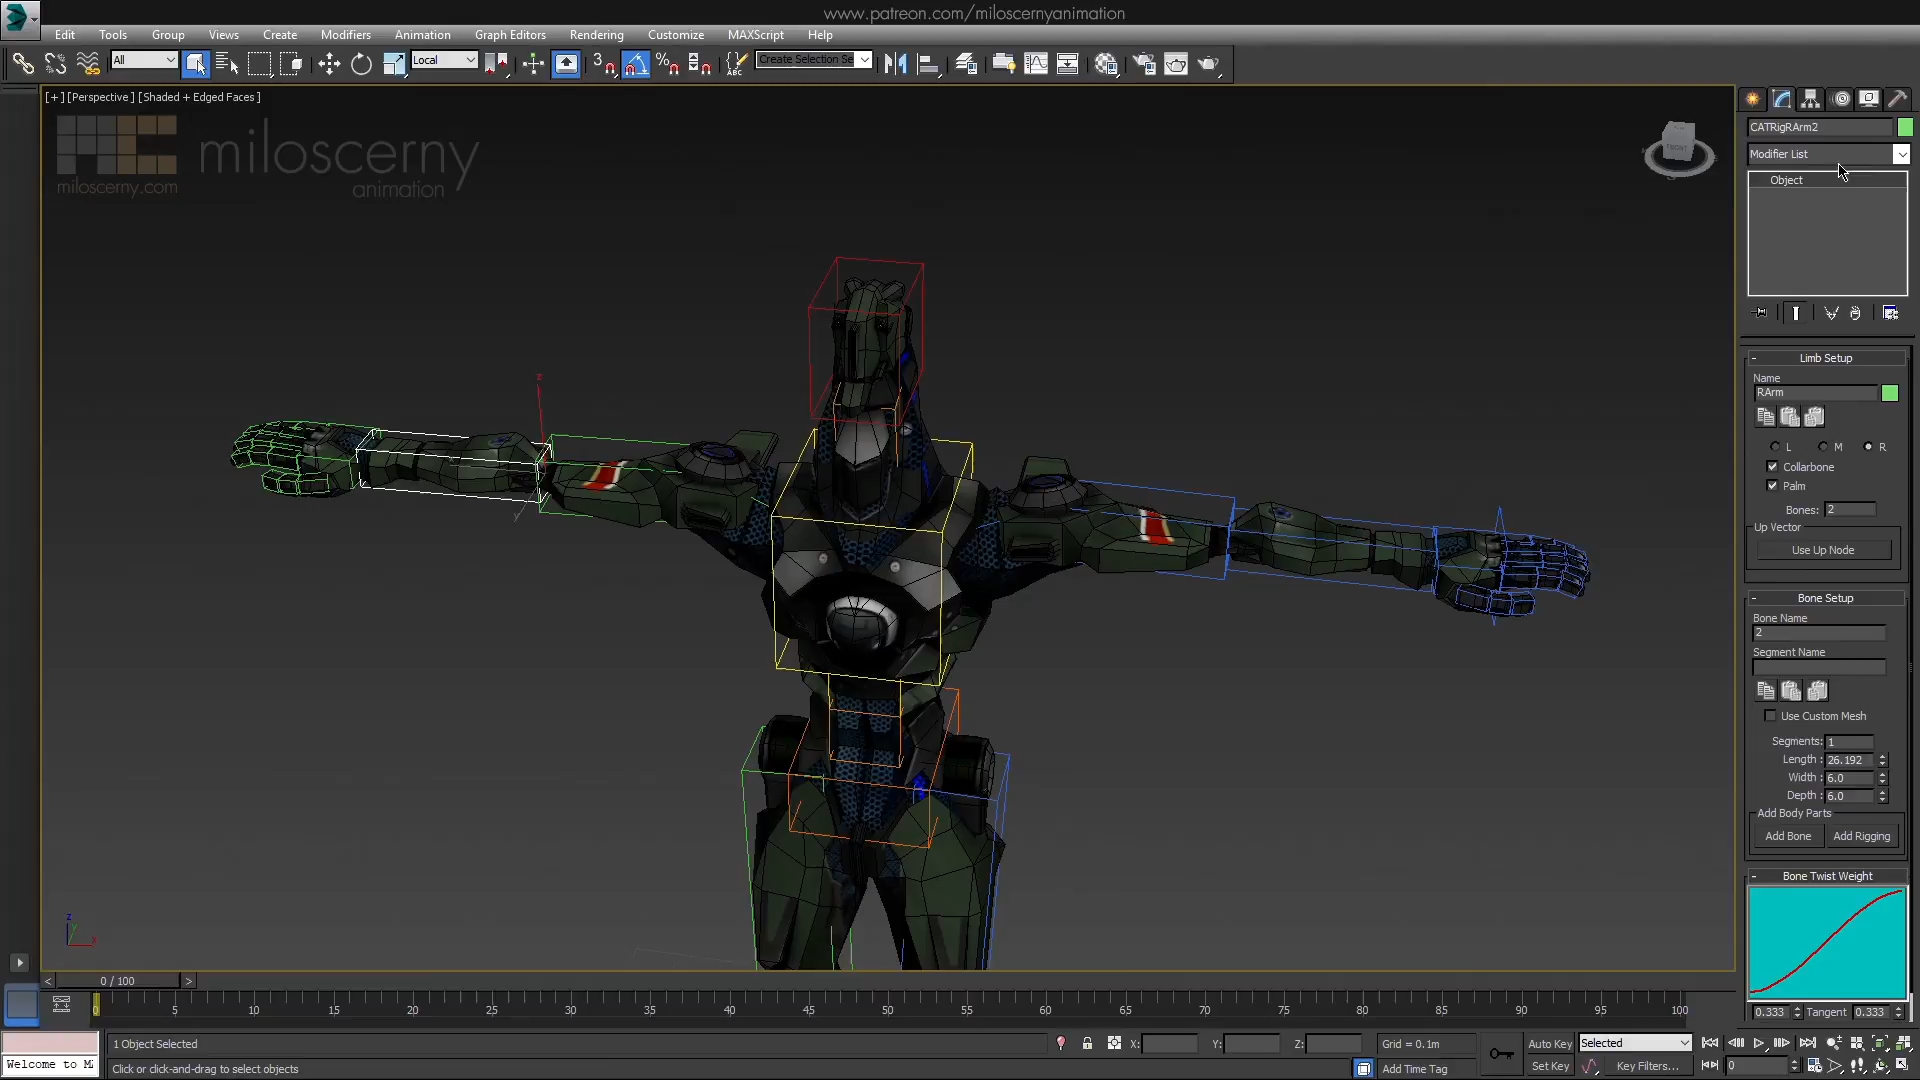 www.patreon.com/miloscernyanimation
Edit Tools Group Views Create Modifiers Animation Graph Editors Rendering Customize MAXScript Help
All Local 3 % ABC Create Selection Se
[+] [Perspective] [Shaded + Edged Faces]
miloscerny
animation
miloscerny.com
FRONT
CATRigRArm2
Modifier List
Object
- Limb Setup
Name
RArm
L M R
Collarbone
Palm
Bones: 2
Up Vector
Use Up Node
- Bone Setup
Bone Name
2
Segment Name
Use Custom Mesh
Segments: 1
Length : 26.192
Width : 6.0
Depth : 6.0
Add Body Parts
Add Bone Add Rigging
- Bone Twist Weight
0.333 Tangent 0.333
z
y
z
y
x
< 0 / 100 >
0 5 10 15 20 25 30 35 40 45 50 55 60 65 70 75 80 85 90 95 100
1 Object Selected X: Y: Z: Grid = 0.1m Auto Key Selected
Welcome to M Click or click-and-drag to select objects Add Time Tag Set Key Key Filters... 0